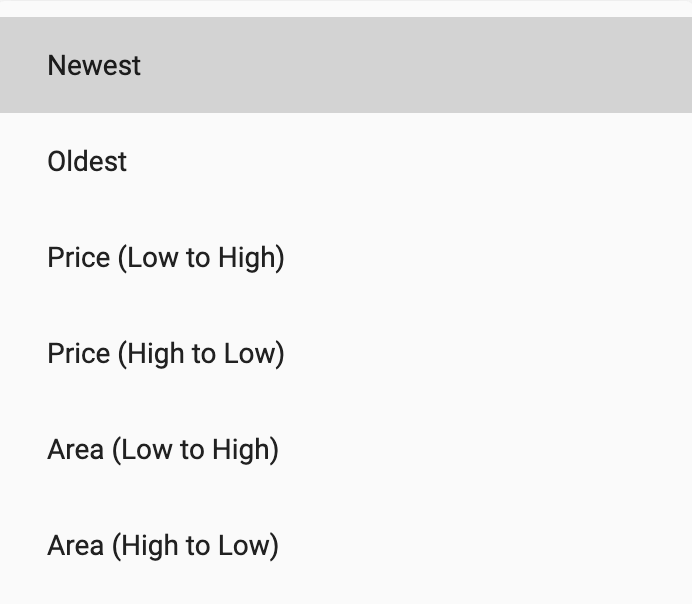 Newest
Oldest
Price (Low to High)
Price (High to Low)
Area (Low to High)
Area (High to Low)